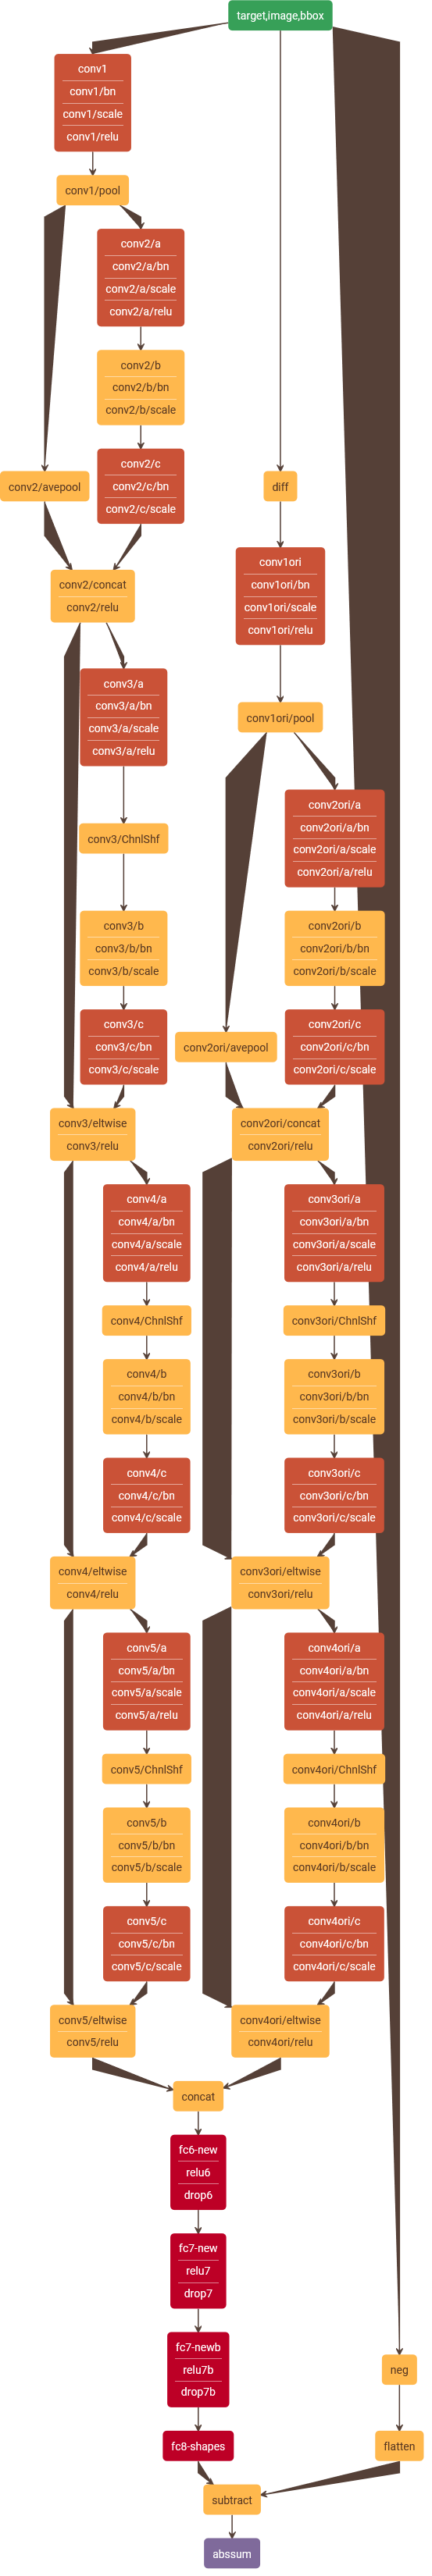 target,image,bbox
conv1
conv1/bn
conv1/scale
conv1/relu
conv1/pool
conv2/a
conv2/a/bn
conv2/a/scale
conv2/a/relu
conv2/b
conv2/b/bn
conv2/b/scale
conv2/c
conv2/c/bn
conv2/c/scale
conv2/avepool
conv2/concat
conv2/relu
conv3/a
conv3/a/bn
conv3/a/scale
conv3/a/relu
conv3/ChnlShf
conv3/b
conv3/b/bn
conv3/b/scale
conv3/c
conv3/c/bn
conv3/c/scale
conv3/eltwise
conv3/relu
conv4/a
conv4/a/bn
conv4/a/scale
conv4/a/relu
conv4/ChnlShf
conv4/b
conv4/b/bn
conv4/b/scale
conv4/c
conv4/c/bn
conv4/c/scale
conv4/eltwise
conv4/relu
conv5/a
conv5/a/bn
conv5/a/scale
conv5/a/relu
conv5/ChnlShf
conv5/b
conv5/b/bn
conv5/b/scale
conv5/c
conv5/c/bn
conv5/c/scale
conv5/eltwise
conv5/relu
diff
conv1ori
conv1ori/bn
conv1ori/scale
conv1ori/relu
conv1ori/pool
conv2ori/a
conv2ori/a/bn
conv2ori/a/scale
conv2ori/a/relu
conv2ori/b
conv2ori/b/bn
conv2ori/b/scale
conv2ori/c
conv2ori/c/bn
conv2ori/c/scale
conv2ori/avepool
conv2ori/concat
conv2ori/relu
conv3ori/a
conv3ori/a/bn
conv3ori/a/scale
conv3ori/a/relu
conv3ori/ChnlShf
conv3ori/b
conv3ori/b/bn
conv3ori/b/scale
conv3ori/c
conv3ori/c/bn
conv3ori/c/scale
conv3ori/eltwise
conv3ori/relu
conv4ori/a
conv4ori/a/bn
conv4ori/a/scale
conv4ori/a/relu
conv4ori/ChnlShf
conv4ori/b
conv4ori/b/bn
conv4ori/b/scale
conv4ori/c
conv4ori/c/bn
conv4ori/c/scale
conv4ori/eltwise
conv4ori/relu
concat
fc6-new
relu6
drop6
fc7-new
relu7
drop7
fc7-newb
relu7b
drop7b
fc8-shapes
neg
flatten
subtract
abssum